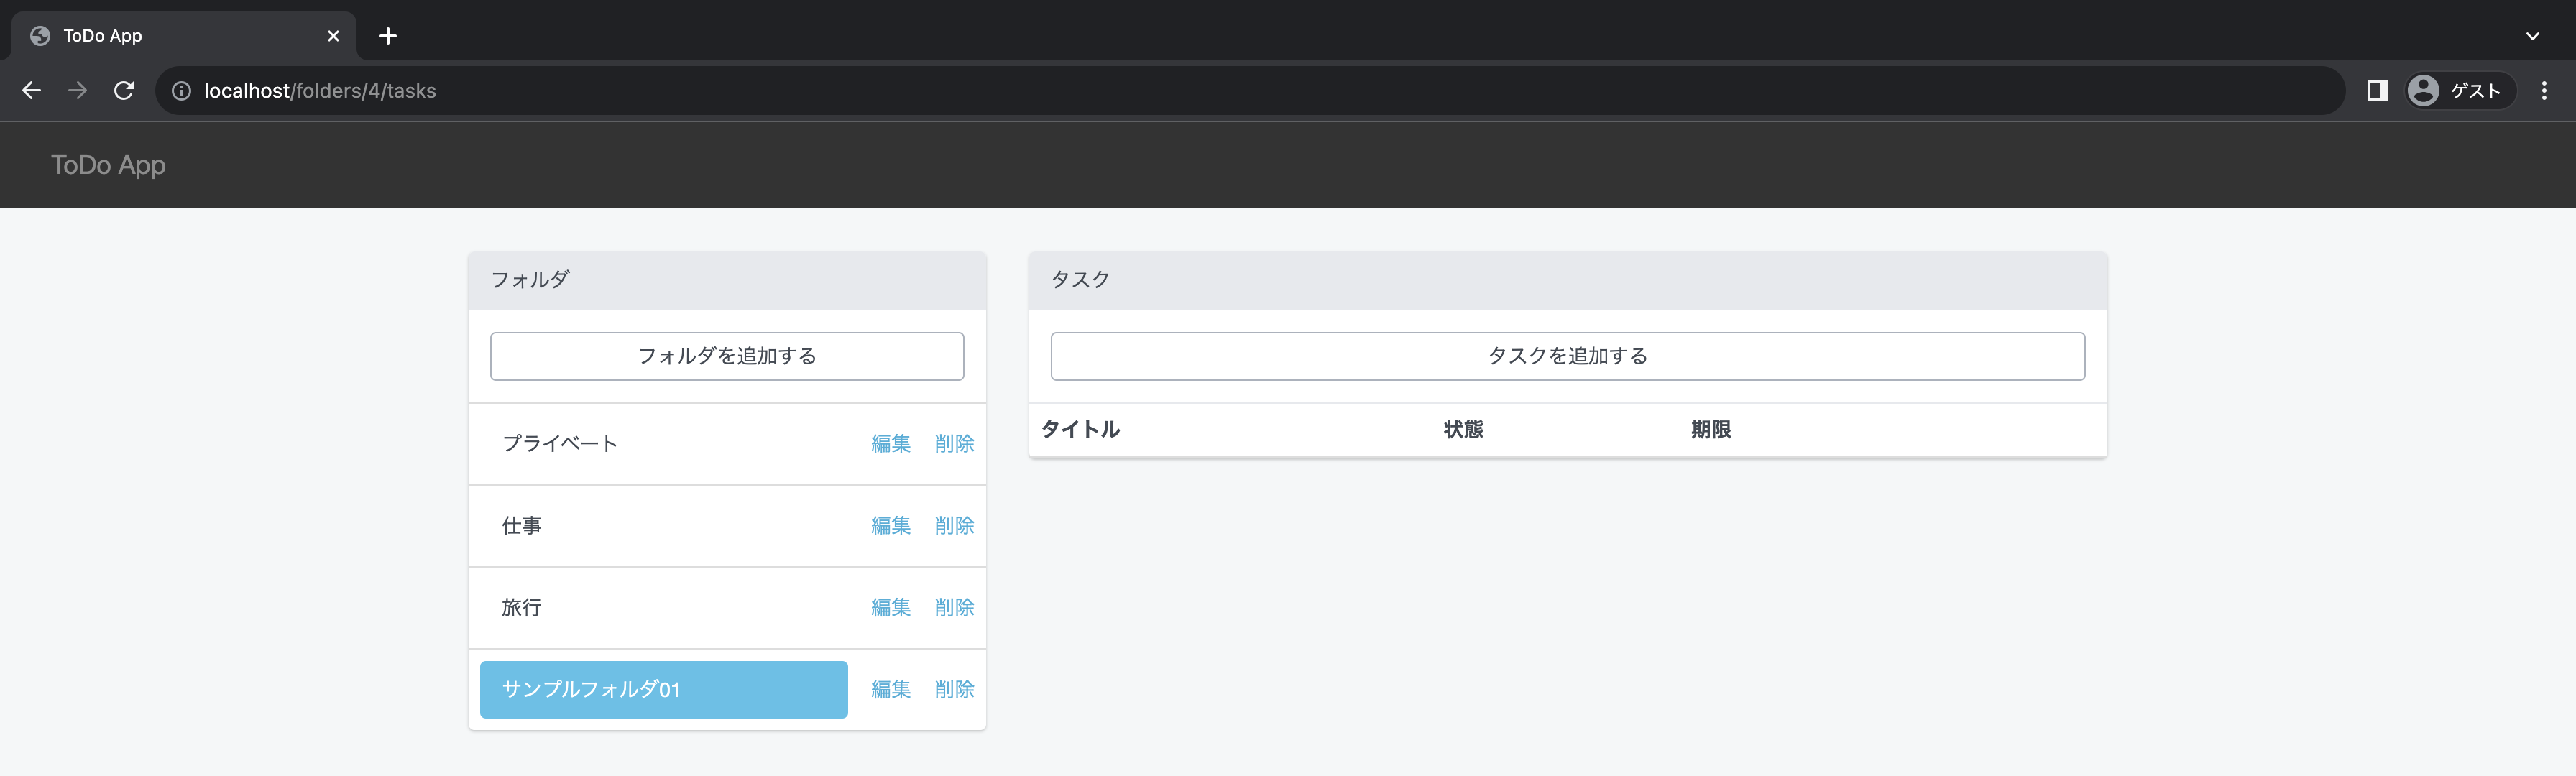 ToDo App
localhost/folders/4/tasks
ゲスト
ToDo App
フォルダ
フォルダを追加する
プライベート 編集 削除
仕事 編集 削除
旅行 編集 削除
サンプルフォルダ01 編集 削除
タスク
タスクを追加する
タイトル 状態 期限